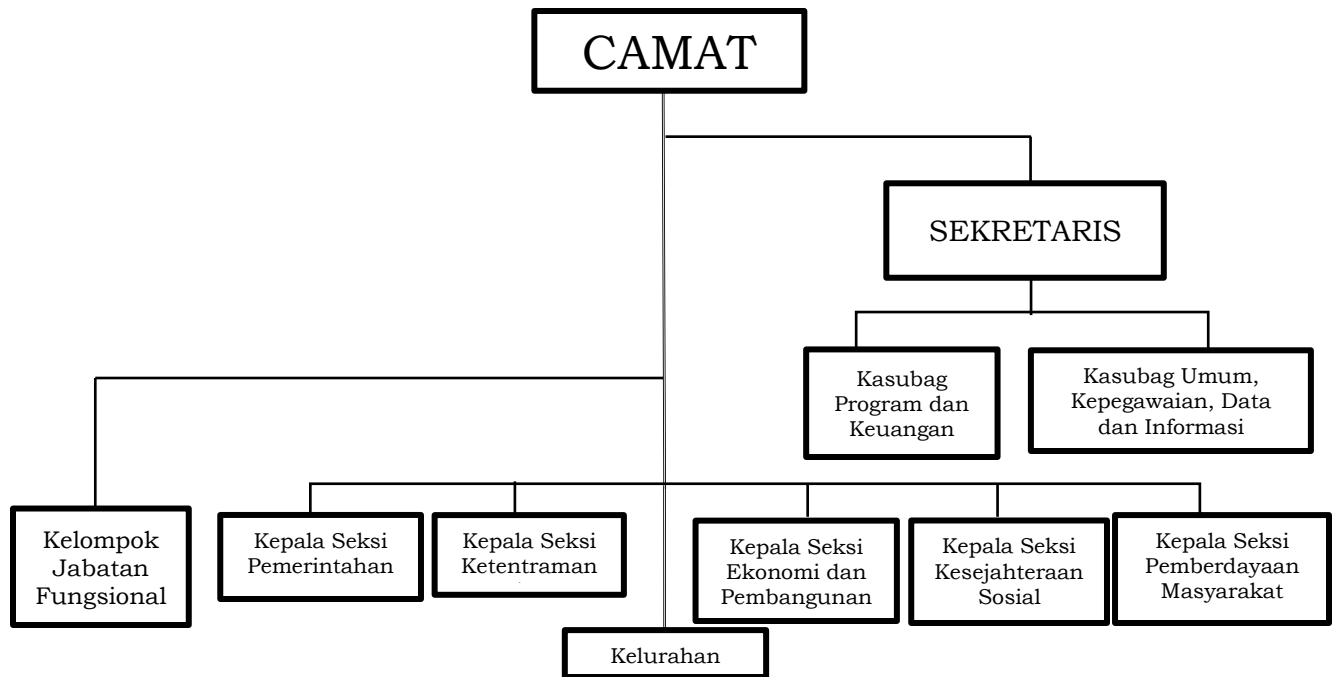 CAMAT
SEKRETARIS
Kasubag
Program dan
Keuangan
Kasubag Umum,
Kepegawaian, Data
dan Informasi
Kelompok
Jabatan
Fungsional
Kepala Seksi
Pemerintahan
Kepala Seksi
Ketentraman
Kepala Seksi
Ekonomi dan
Pembangunan
Kepala Seksi
Kesejahteraan
Sosial
Kepala Seksi
Pemberdayaan
Masyarakat
Kelurahan